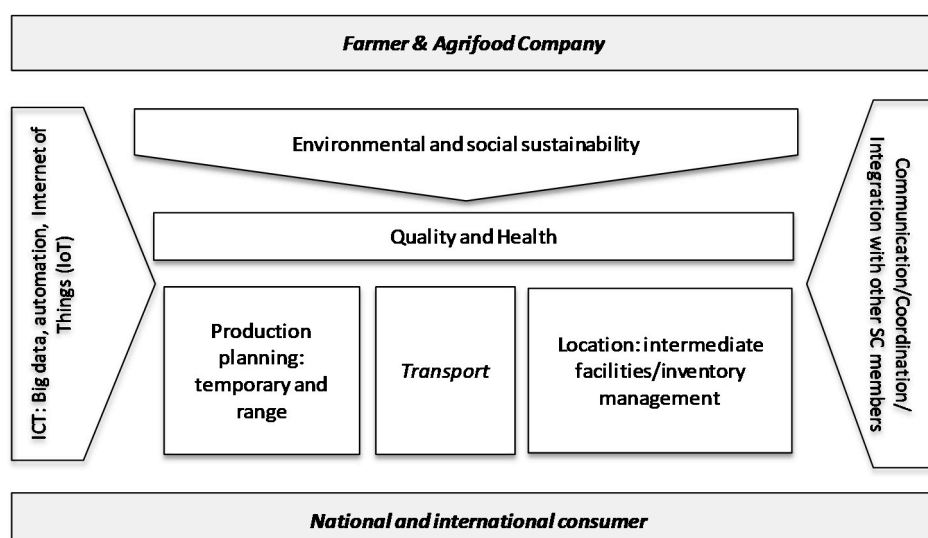 Farmer & Agrifood Company
ICT: Big data, automation, Internet of
Things (IoT)
Environmental and social sustainability
Quality and Health
Production
planning:
temporary and
range
Transport
Location: intermediate
facilities/inventory
management
Communication/Coordination/
Integration with other SC members
National and international consumer